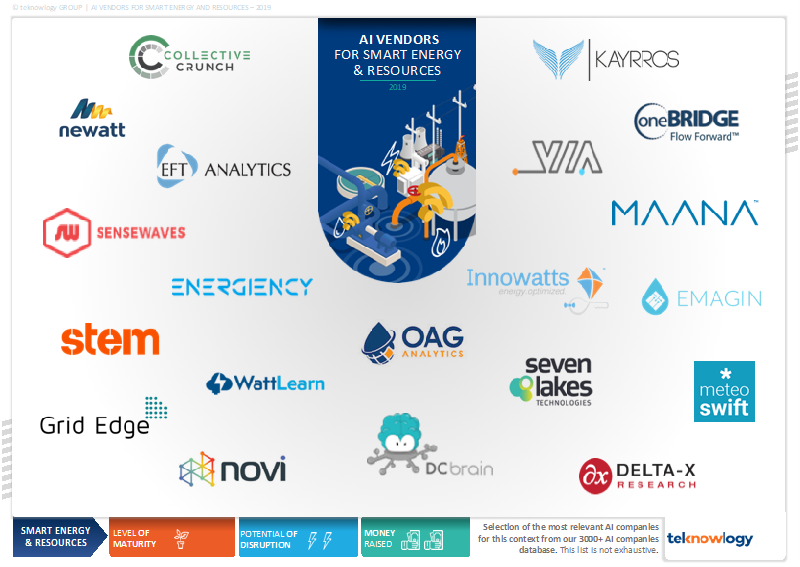 © teknowlogy GROUP | AI VENDORS FOR SMART ENERGY AND RESOURCES – 2019
AI VENDORS
FOR SMART ENERGY
& RESOURCES
2019
COLLECTIVE
CRUNCH
KAYRROS
newatt
oneBRIDGE
Flow Forward™
EFT ANALYTICS
VIA
MAANA™
SENSEWAVES
ENERGIENCY
Innowatts
energy.optimized.
EMAGIN
stem
OAG
ANALYTICS
WattLearn
seven
lakes
TECHNOLOGIES
meteo
swift
Grid Edge
novi
DCbrain
∂x DELTA-X
RESEARCH
SMART ENERGY
& RESOURCES
LEVEL OF
MATURITY
POTENTIAL OF
DISRUPTION
MONEY
RAISED
Selection of the most relevant AI companies
for this context from our 3000+ AI companies
database. This list is not exhaustive.
teknowlogy